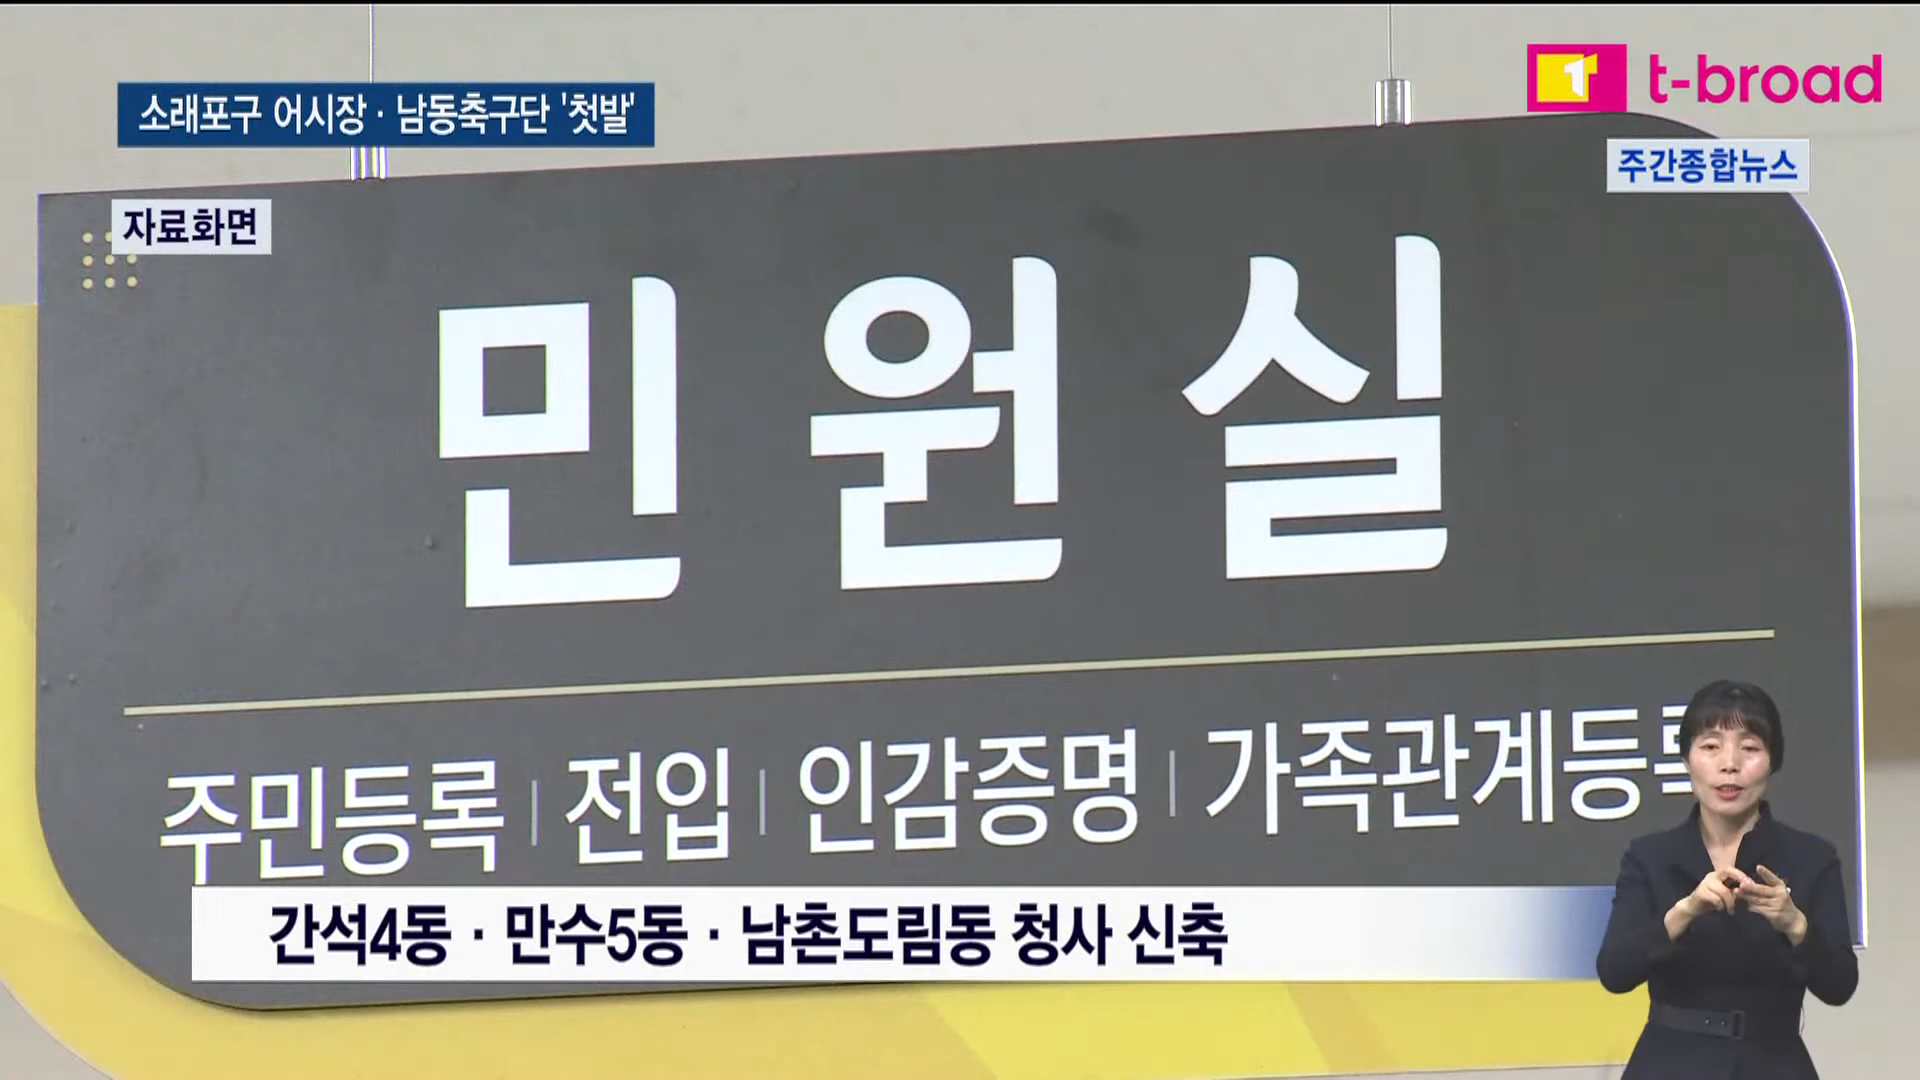 t-broad
소래포구 어시장 · 남동축구단 '첫발'
주간종합뉴스
자료화면
민원실
주민등록 | 전입 | 인감증명 | 가족관계등록
간석4동 · 만수5동 · 남촌도림동 청사 신축